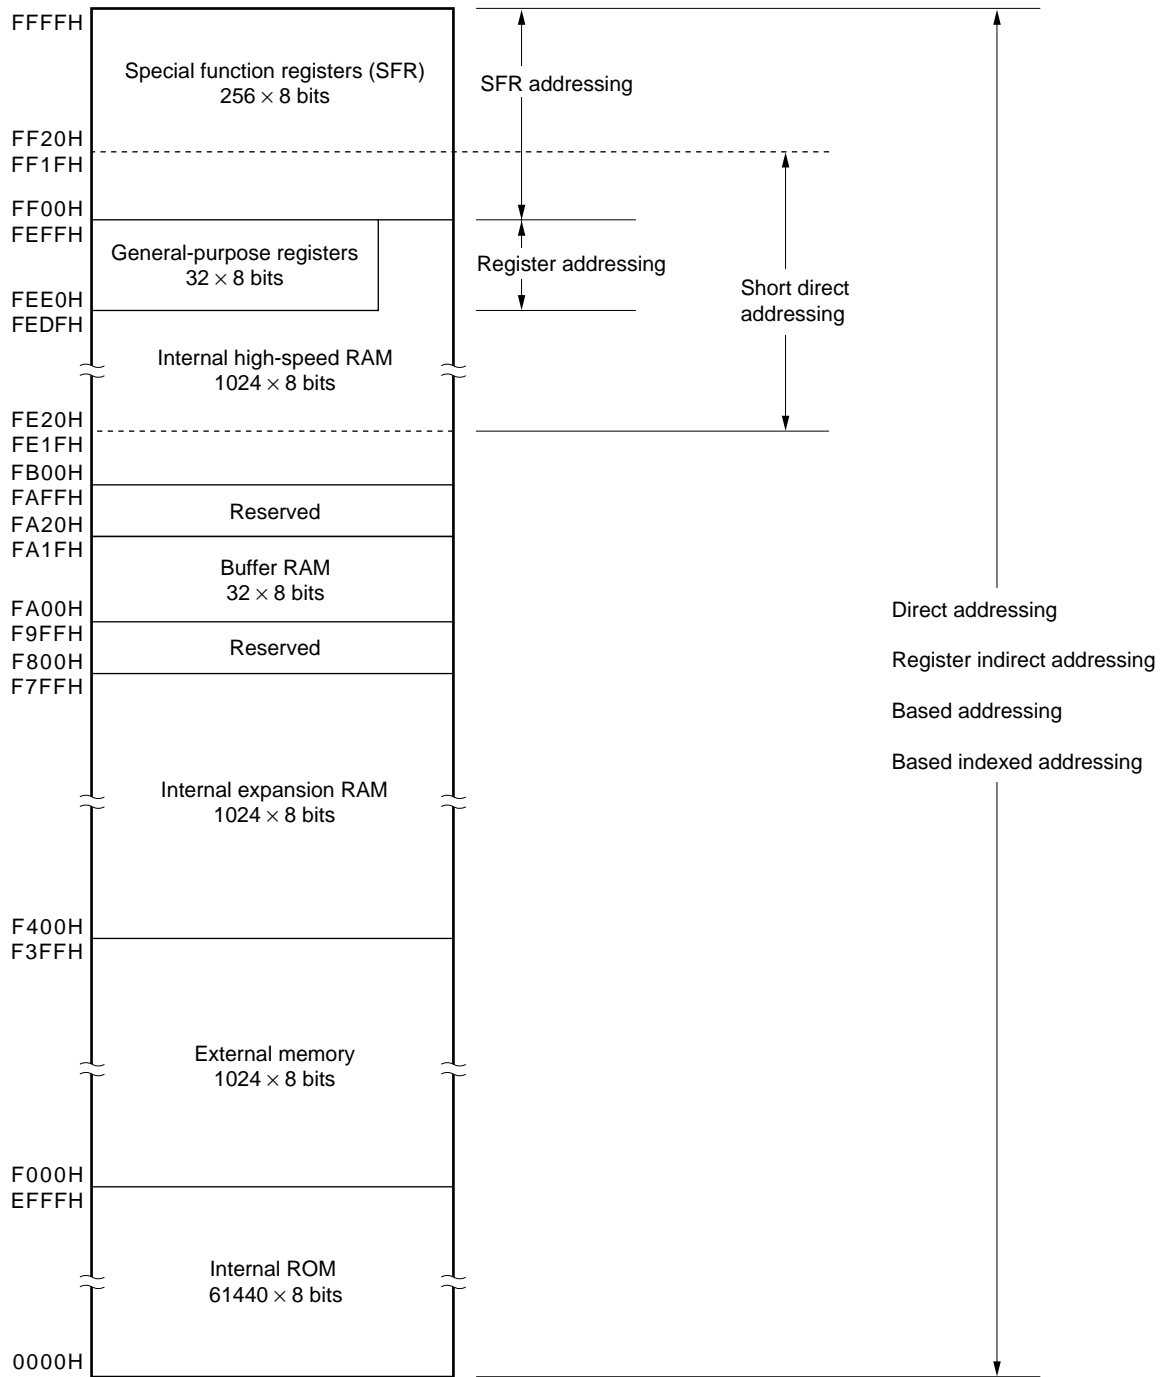 FFFFH
Special function registers (SFR)
256 × 8 bits
SFR addressing
FF20H
FF1FH
FF00H
FEFFH
General-purpose registers
32 × 8 bits
Register addressing
Short direct
addressing
FEE0H
FEDFH
Internal high-speed RAM
1024 × 8 bits
FE20H
FE1FH
FB00H
FAFFH
Reserved
FA20H
FA1FH
Buffer RAM
32 × 8 bits
FA00H
F9FFH
Reserved
F800H
F7FFH
Direct addressing
Register indirect addressing
Based addressing
Based indexed addressing
Internal expansion RAM
1024 × 8 bits
F400H
F3FFH
External memory
1024 × 8 bits
F000H
EFFFH
Internal ROM
61440 × 8 bits
0000H